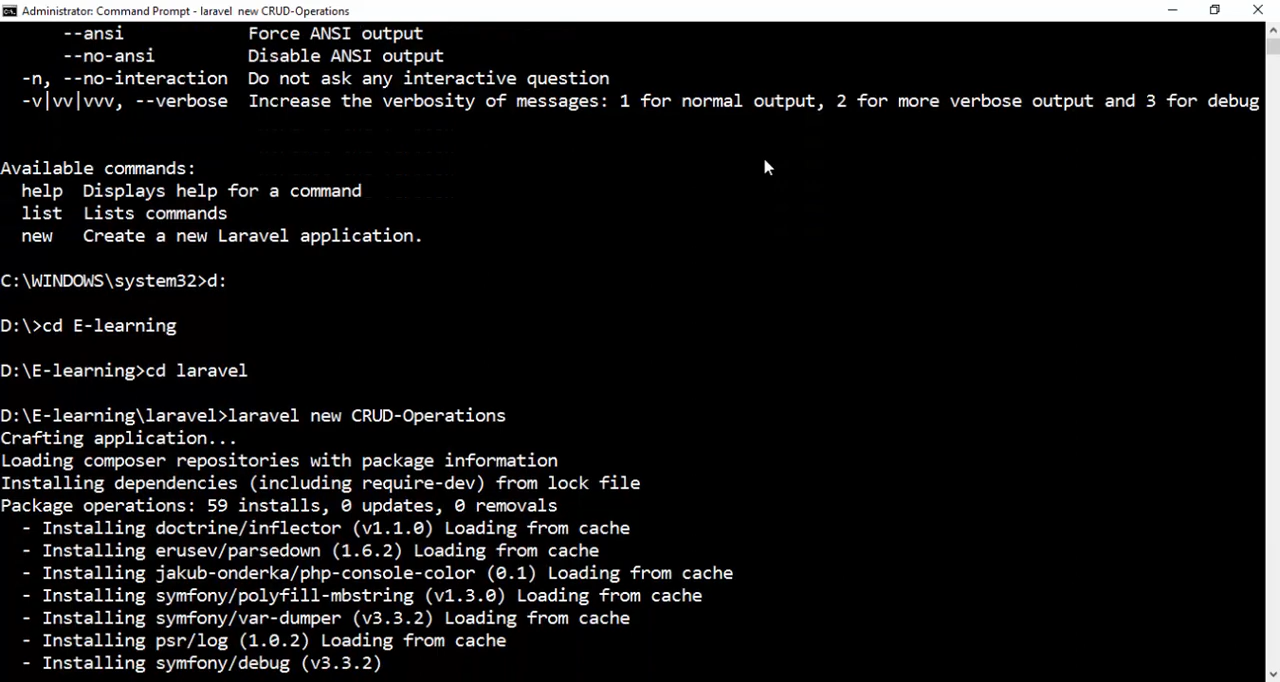 Administrator: Command Prompt - laravel  new CRUD-Operations
--ansi            Force ANSI output
--no-ansi         Disable ANSI output
-n, --no-interaction  Do not ask any interactive question
-v|vv|vvv, --verbose  Increase the verbosity of messages: 1 for normal output, 2 for more verbose output and 3 for debug
Available commands:
help  Displays help for a command
list  Lists commands
new   Create a new Laravel application.
C:\WINDOWS\system32>d:
D:\>cd E-learning
D:\E-learning>cd laravel
D:\E-learning\laravel>laravel new CRUD-Operations
Crafting application...
Loading composer repositories with package information
Installing dependencies (including require-dev) from lock file
Package operations: 59 installs, 0 updates, 0 removals
- Installing doctrine/inflector (v1.1.0) Loading from cache
- Installing erusev/parsedown (1.6.2) Loading from cache
- Installing jakub-onderka/php-console-color (0.1) Loading from cache
- Installing symfony/polyfill-mbstring (v1.3.0) Loading from cache
- Installing symfony/var-dumper (v3.3.2) Loading from cache
- Installing psr/log (1.0.2) Loading from cache
- Installing symfony/debug (v3.3.2)